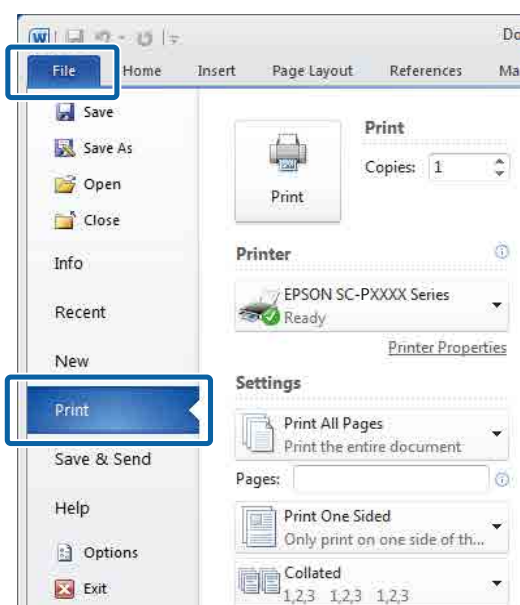 W
Do
File Home Insert Page Layout References Ma
Save
Save As
Open
Close
Info
Recent
New
Print
Save & Send
Help
Options
Exit
Print
Print
Copies: 1
Printer
EPSON SC-PXXXX Series
Ready
Printer Properties
Settings
Print All Pages
Print the entire document
Pages:
Print One Sided
Only print on one side of th...
Collated
1,2,3 1,2,3 1,2,3